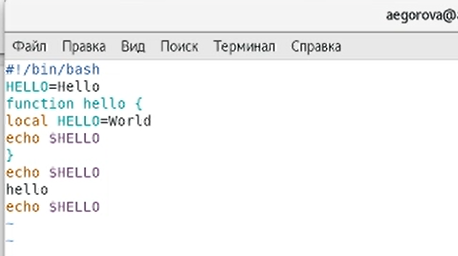 aegorova@
Файл Правка Вид Поиск Терминал Справка
#!/bin/bash
HELLO=Hello
function hello {
local HELLO=World
echo $HELLO
}
echo $HELLO
hello
echo $HELLO
~
~